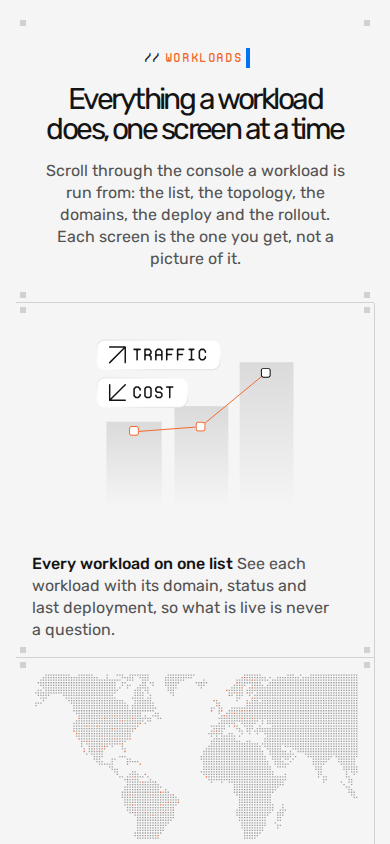 WORKLOADS
Everything a workload
does, one screen at a time
Scroll through the console a workload is
run from: the list, the topology, the
domains, the deploy and the rollout.
Each screen is the one you get, not a
picture of it.
TRAFFIC
COST
Every workload on one list See each
workload with its domain, status and
last deployment, so what is live is never
a question.